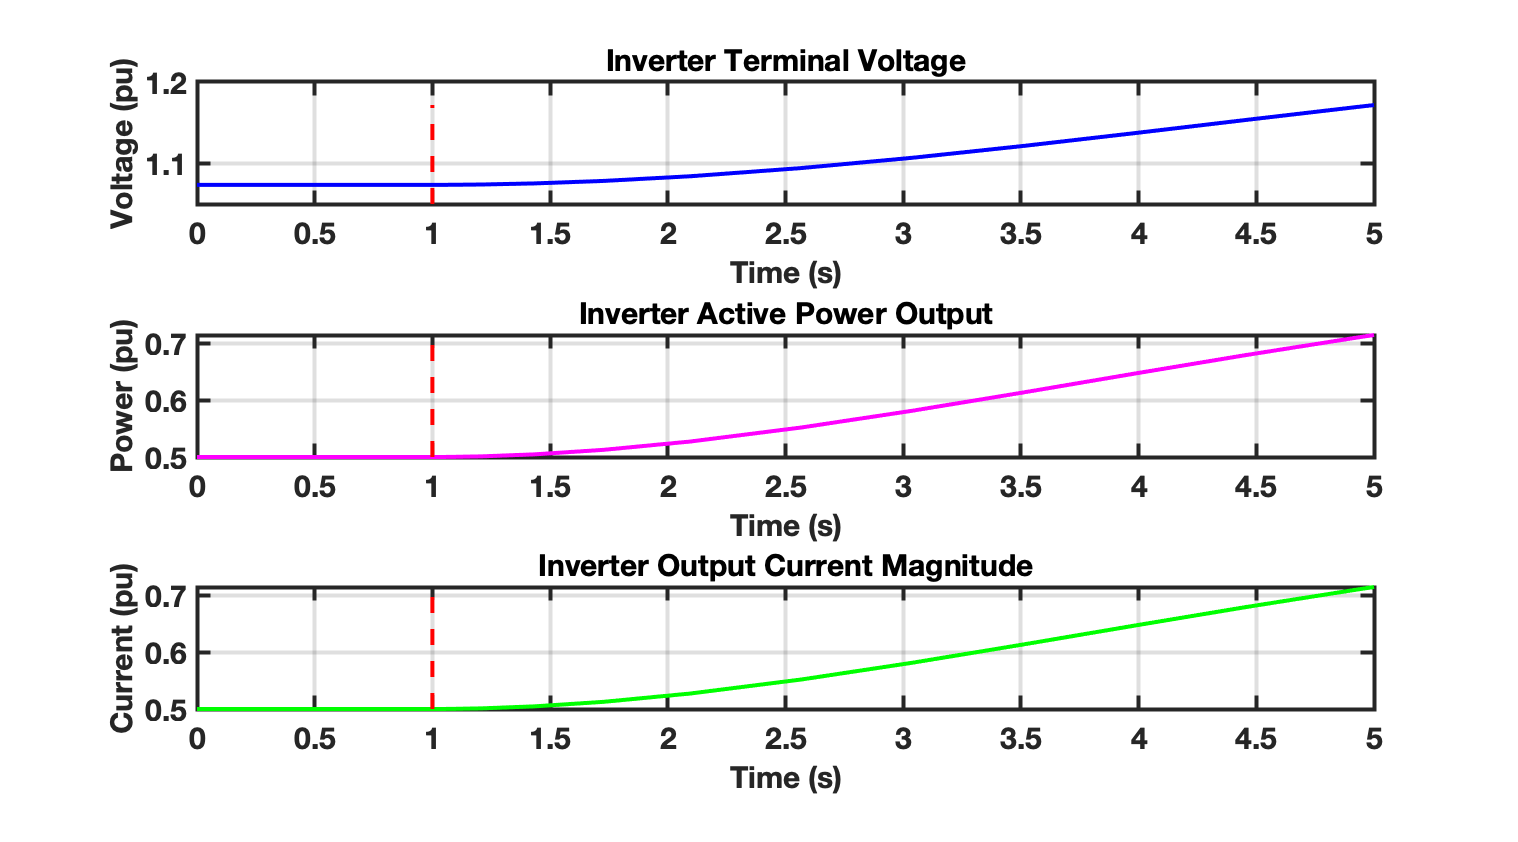 Inverter Terminal Voltage
Voltage (pu)
1.2
1.1
0 0.5 1 1.5 2 2.5 3 3.5 4 4.5 5
Time (s)
Inverter Active Power Output
Power (pu)
0.7
0.6
0.5
0 0.5 1 1.5 2 2.5 3 3.5 4 4.5 5
Time (s)
Inverter Output Current Magnitude
Current (pu)
0.7
0.6
0.5
0 0.5 1 1.5 2 2.5 3 3.5 4 4.5 5
Time (s)